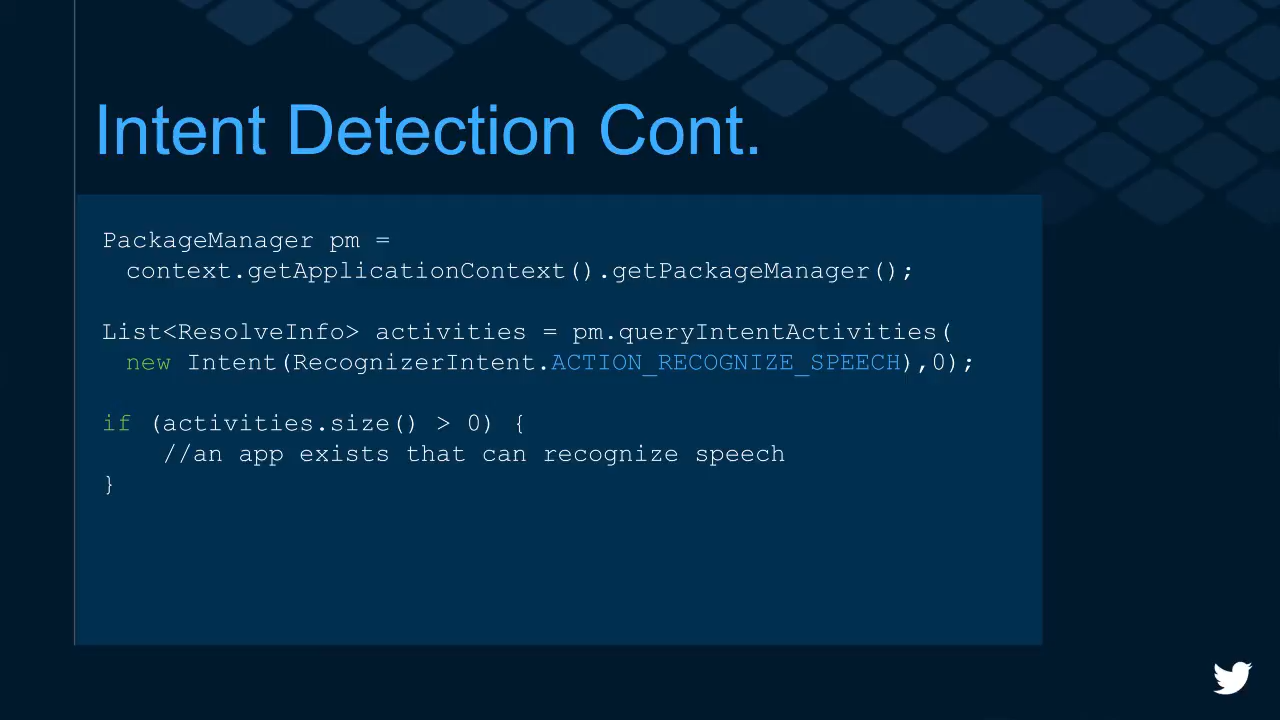 Intent Detection Cont.
PackageManager pm =
context.getApplicationContext().getPackageManager();
List<ResolveInfo> activities = pm.queryIntentActivities(
new Intent(RecognizerIntent.ACTION_RECOGNIZE_SPEECH),0);
if (activities.size() > 0) {
//an app exists that can recognize speech
}